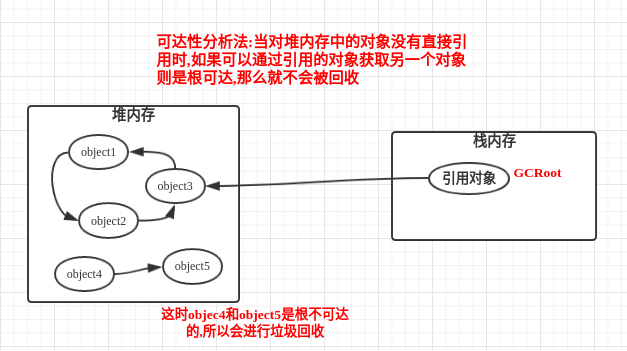 可达性分析法:当对堆内存中的对象没有直接引
用时,如果可以通过引用的对象获取另一个对象
则是根可达,那么就不会被回收
堆内存
栈内存
object1
object3
引用对象
GCRoot
object2
object4
object5
这时objec4和object5是根不可达
的,所以会进行垃圾回收